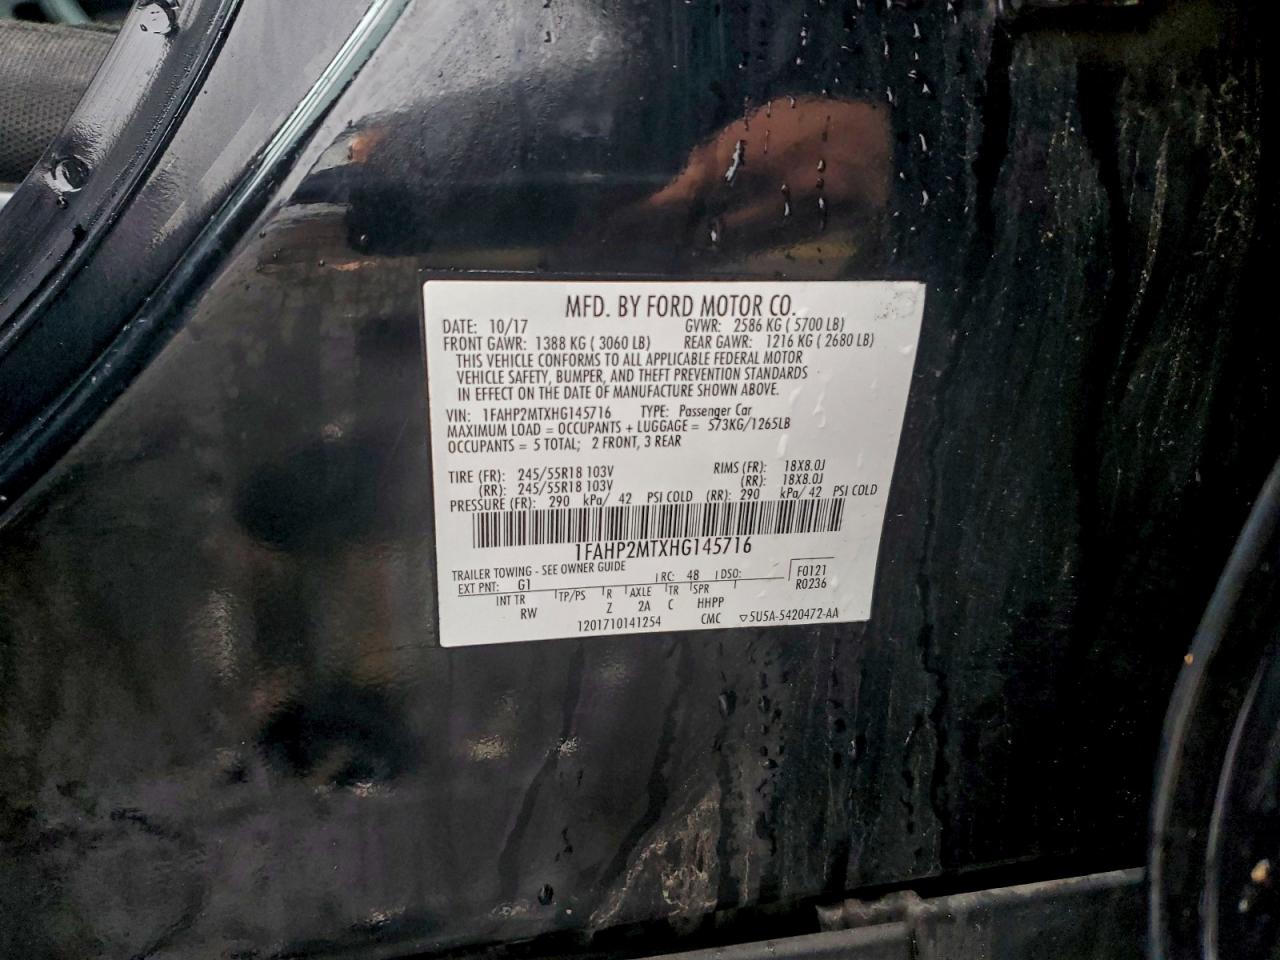 MFD. BY FORD MOTOR CO.
DATE: 10/17 GVWR: 2586 KG ( 5700 LB)
FRONT GAWR: 1388 KG ( 3060 LB) REAR GAWR: 1216 KG ( 2680 LB)
THIS VEHICLE CONFORMS TO ALL APPLICABLE FEDERAL MOTOR
VEHICLE SAFETY, BUMPER, AND THEFT PREVENTION STANDARDS
IN EFFECT ON THE DATE OF MANUFACTURE SHOWN ABOVE.
VIN: 1FAHP2MTXHG145716 TYPE: Passenger Car
MAXIMUM LOAD = OCCUPANTS + LUGGAGE = 573KG/1265LB
OCCUPANTS = 5 TOTAL; 2 FRONT, 3 REAR
TIRE (FR): 245/55R18 103V RIMS (FR): 18X8.0J
(RR): 245/55R18 103V (RR): 18X8.0J
PRESSURE (FR): 290 kPa/ 42 PSI COLD (RR): 290 kPa/ 42 PSI COLD
1FAHP2MTXHG145716
TRAILER TOWING - SEE OWNER GUIDE
EXT PNT: G1 RC: 48 DSO: F0121
INT TR TP/PS R AXLE TR SPR R0236
RW Z 2A C HHPP
1201710141254 CMC ▽5U5A-5420472-AA